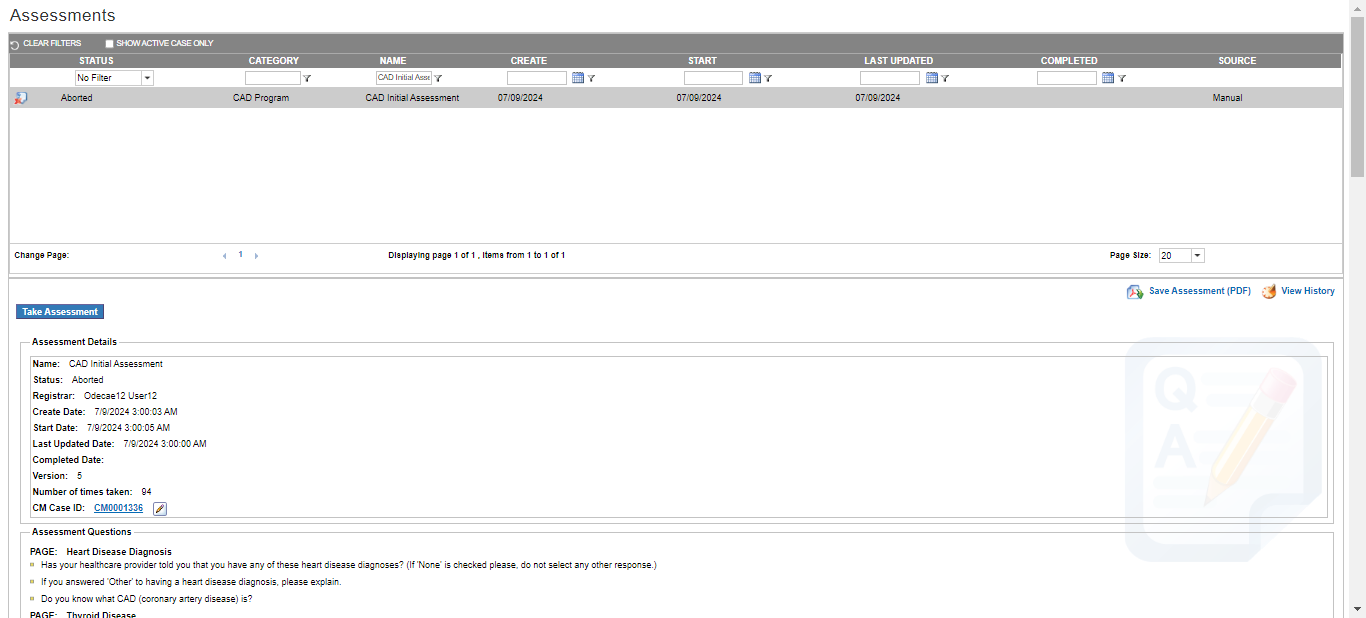 Assessments
CLEAR FILTERS SHOW ACTIVE CASE ONLY
STATUS CATEGORY NAME CREATE START LAST UPDATED COMPLETED SOURCE
No Filter CAD Initial Asse
Aborted CAD Program CAD Initial Assessment 07/09/2024 07/09/2024 07/09/2024 Manual
Change Page: 1 Displaying page 1 of 1 , items from 1 to 1 of 1 Page Size: 20
Save Assessment (PDF) View History
Take Assessment
Assessment Details
Name: CAD Initial Assessment
Status: Aborted
Registrar: Odecae12 User12
Create Date: 7/9/2024 3:00:03 AM
Start Date: 7/9/2024 3:00:05 AM
Last Updated Date: 7/9/2024 3:00:00 AM
Completed Date:
Version: 5
Number of times taken: 94
CM Case ID: CM0001336
Q
A
Assessment Questions
PAGE: Heart Disease Diagnosis
Has your healthcare provider told you that you have any of these heart disease diagnoses? (If 'None' is checked please, do not select any other response.)
If you answered 'Other' to having a heart disease diagnosis, please explain.
Do you know what CAD (coronary artery disease) is?
PAGE: Thyroid Disease